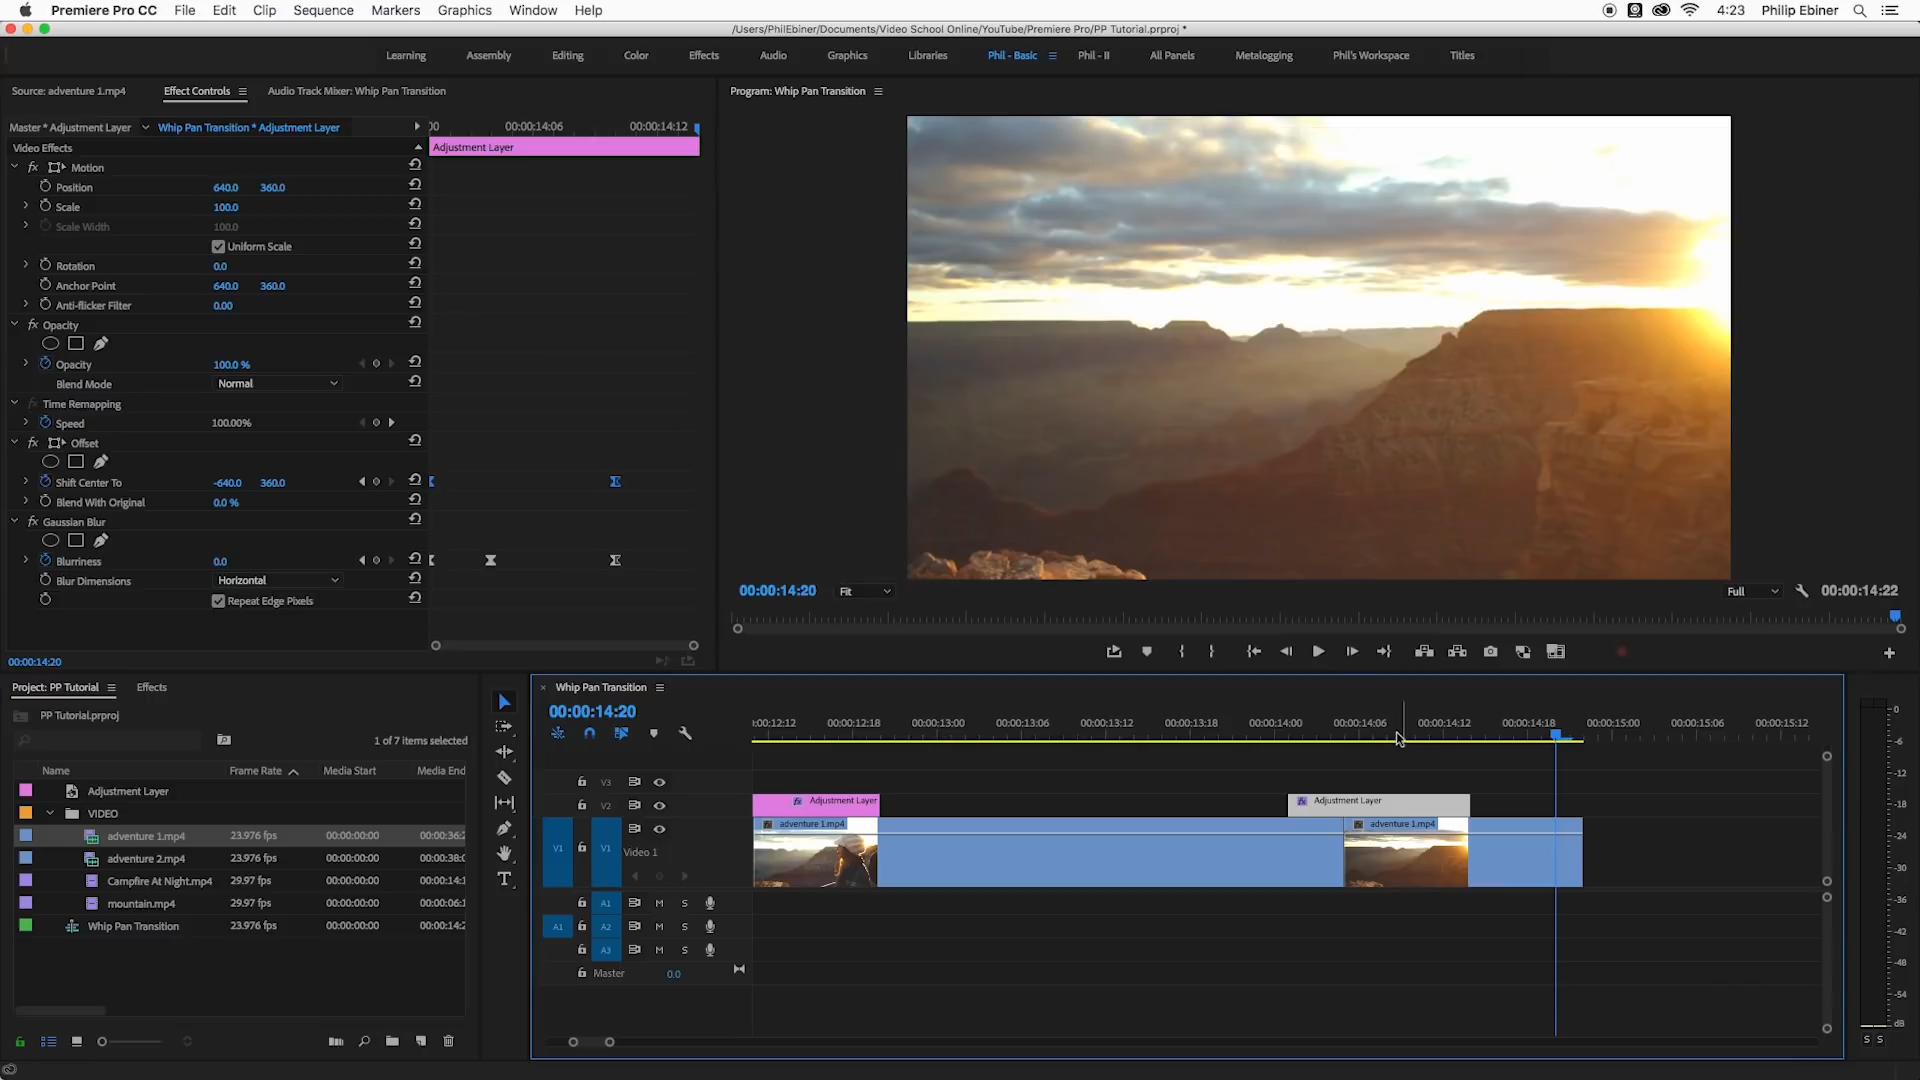 Premiere Pro CC File Edit Clip Sequence Markers Graphics Window Help 4:23 Philip Ebiner
/Users/PhilEbiner/Documents/Video School Online/YouTube/Premiere Pro/PP Tutorial.prproj *
Learning Assembly Editing Color Effects Audio Graphics Libraries Phil - Basic Phil - II All Panels Metalogging Phil's Workspace Titles
Source: adventure 1.mp4 Effect Controls Audio Track Mixer: Whip Pan Transition
Program: Whip Pan Transition
Master * Adjustment Layer Whip Pan Transition * Adjustment Layer 00:00:14:06 00:00:14:12
Video Effects Adjustment Layer
fx Motion
Position 640.0 360.0
Scale 100.0
Scale Width 100.0
Uniform Scale
Rotation 0.0
Anchor Point 640.0 360.0
Anti-flicker Filter 0.00
fx Opacity
Opacity 100.0 %
Blend Mode Normal
fx Time Remapping
Speed 100.00%
fx Offset
Shift Center To -640.0 360.0
Blend With Original 0.0 %
fx Gaussian Blur
Blurriness 0.0
Blur Dimensions Horizontal
Repeat Edge Pixels
00:00:14:20
00:00:14:20 Fit Full 00:00:14:22
Project: PP Tutorial Effects
PP Tutorial.prproj
1 of 7 items selected
Name Frame Rate Media Start Media End
Adjustment Layer
VIDEO
adventure 1.mp4 23.976 fps 00:00:00:00 00:00:36:2
adventure 2.mp4 23.976 fps 00:00:00:00 00:00:38:0
Campfire At Night.mp4 29.97 fps 00:00:00:00 00:00:14:1
mountain.mp4 29.97 fps 00:00:00:00 00:00:06:1
Whip Pan Transition 23.976 fps 00:00:00:00 00:00:14:2
Whip Pan Transition
00:00:14:20
:00:12:12 00:00:12:18 00:00:13:00 00:00:13:06 00:00:13:12 00:00:13:18 00:00:14:00 00:00:14:06 00:00:14:12 00:00:14:18 00:00:15:00 00:00:15:06 00:00:15:12
V3
V2 fx Adjustment Layer fx Adjustment Layer
adventure 1.mp4 adventure 1.mp4
V1 V1 Video 1
A1 M S
A1 A2 M S
A3 M S
Master 0.0
0
-6
-12
-18
-24
-30
-36
-42
-48
-54
dB
S S